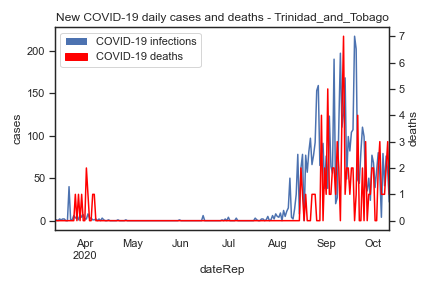 New COVID-19 daily cases and deaths - Trinidad_and_Tobago
COVID-19 infections
COVID-19 deaths
200
150
100
50
0
cases
7
6
5
4
3
2
1
0
deaths
Apr May Jun Jul Aug Sep Oct
2020
dateRep